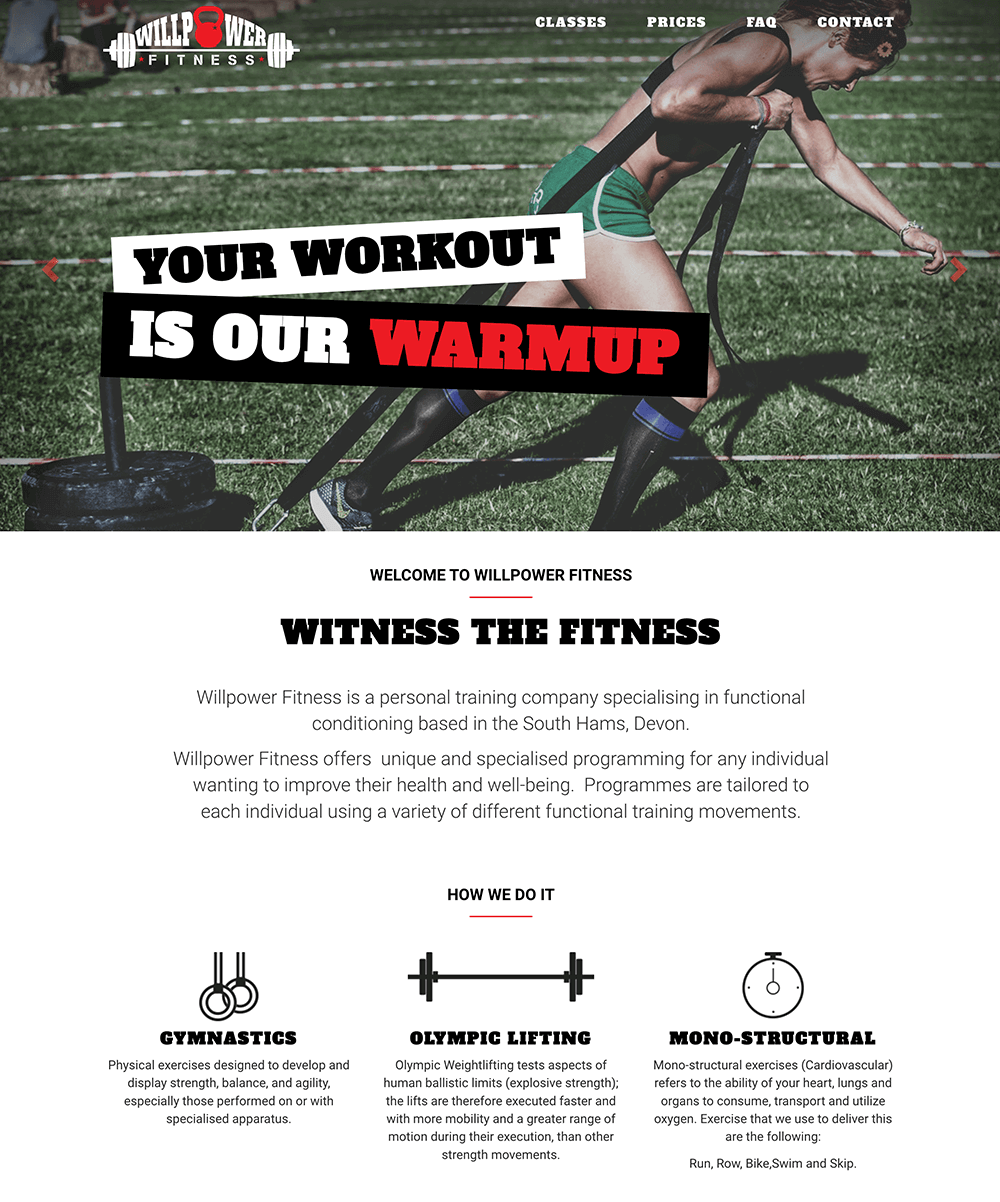 WILLPOWER
FITNESS
CLASSES PRICES FAQ CONTACT
YOUR WORKOUT
IS OUR WARMUP
WELCOME TO WILLPOWER FITNESS
WITNESS THE FITNESS
Willpower Fitness is a personal training company specialising in functional
conditioning based in the South Hams, Devon.
Willpower Fitness offers  unique and specialised programming for any individual
wanting to improve their health and well-being.  Programmes are tailored to
each individual using a variety of different functional training movements.
HOW WE DO IT
GYMNASTICS
Physical exercises designed to develop and
display strength, balance, and agility,
especially those performed on or with
specialised apparatus.
OLYMPIC LIFTING
Olympic Weightlifting tests aspects of
human ballistic limits (explosive strength);
the lifts are therefore executed faster and
with more mobility and a greater range of
motion during their execution, than other
strength movements.
MONO-STRUCTURAL
Mono-structural exercises (Cardiovascular)
refers to the ability of your heart, lungs and
organs to consume, transport and utilize
oxygen. Exercise that we use to deliver this
are the following:
Run, Row, Bike,Swim and Skip.